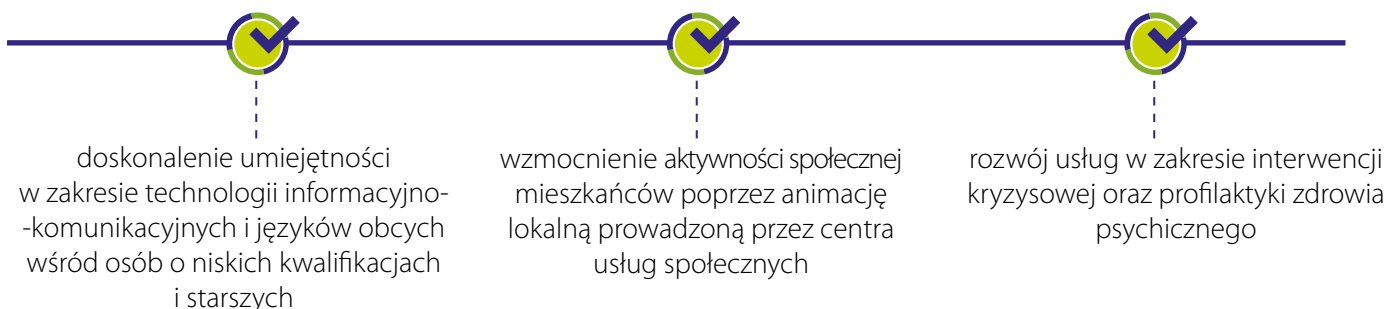 doskonalenie umiejętności
w zakresie technologii informacyjno-
-komunikacyjnych i języków obcych
wśród osób o niskich kwalifikacjach
i starszych
wzmocnienie aktywności społecznej
mieszkańców poprzez animację
lokalną prowadzoną przez centra
usług społecznych
rozwój usług w zakresie interwencji
kryzysowej oraz profilaktyki zdrowia
psychicznego